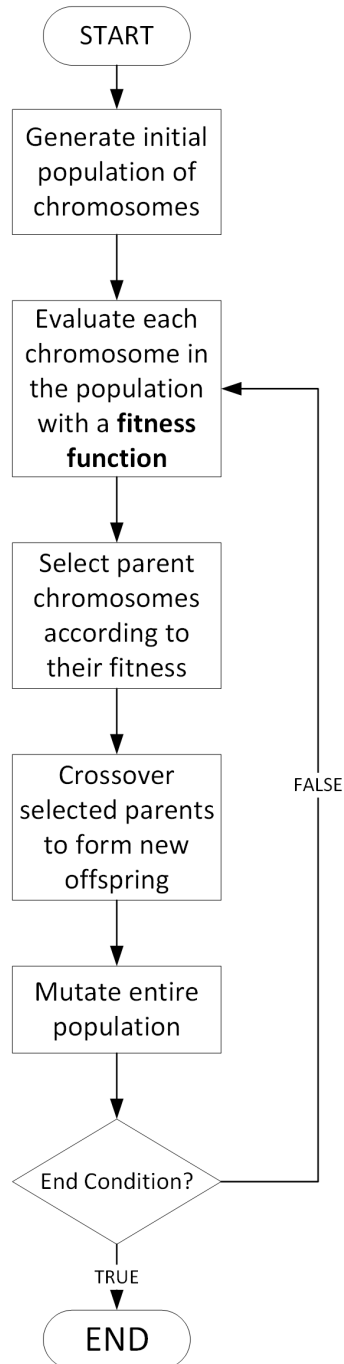 START
Generate initial
population of
chromosomes
Evaluate each
chromosome in
the population
with a fitness
function
Select parent
chromosomes
according to
their fitness
Crossover
selected parents
to form new
offspring
FALSE
Mutate entire
population
End Condition?
TRUE
END